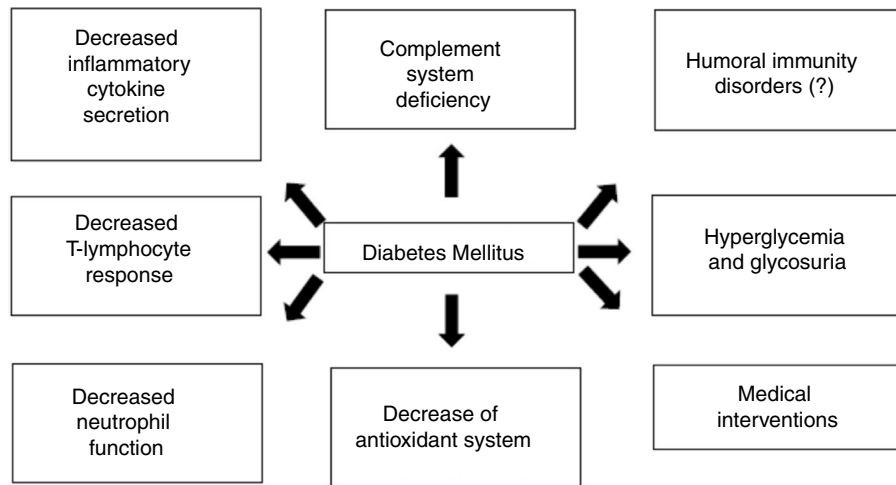 Decreased
inflammatory
cytokine
secretion
Complement
system
deficiency
Humoral immunity
disorders (?)
Decreased
T-lymphocyte
response
Diabetes Mellitus
Hyperglycemia
and glycosuria
Decreased
neutrophil
function
Decrease of
antioxidant system
Medical
interventions